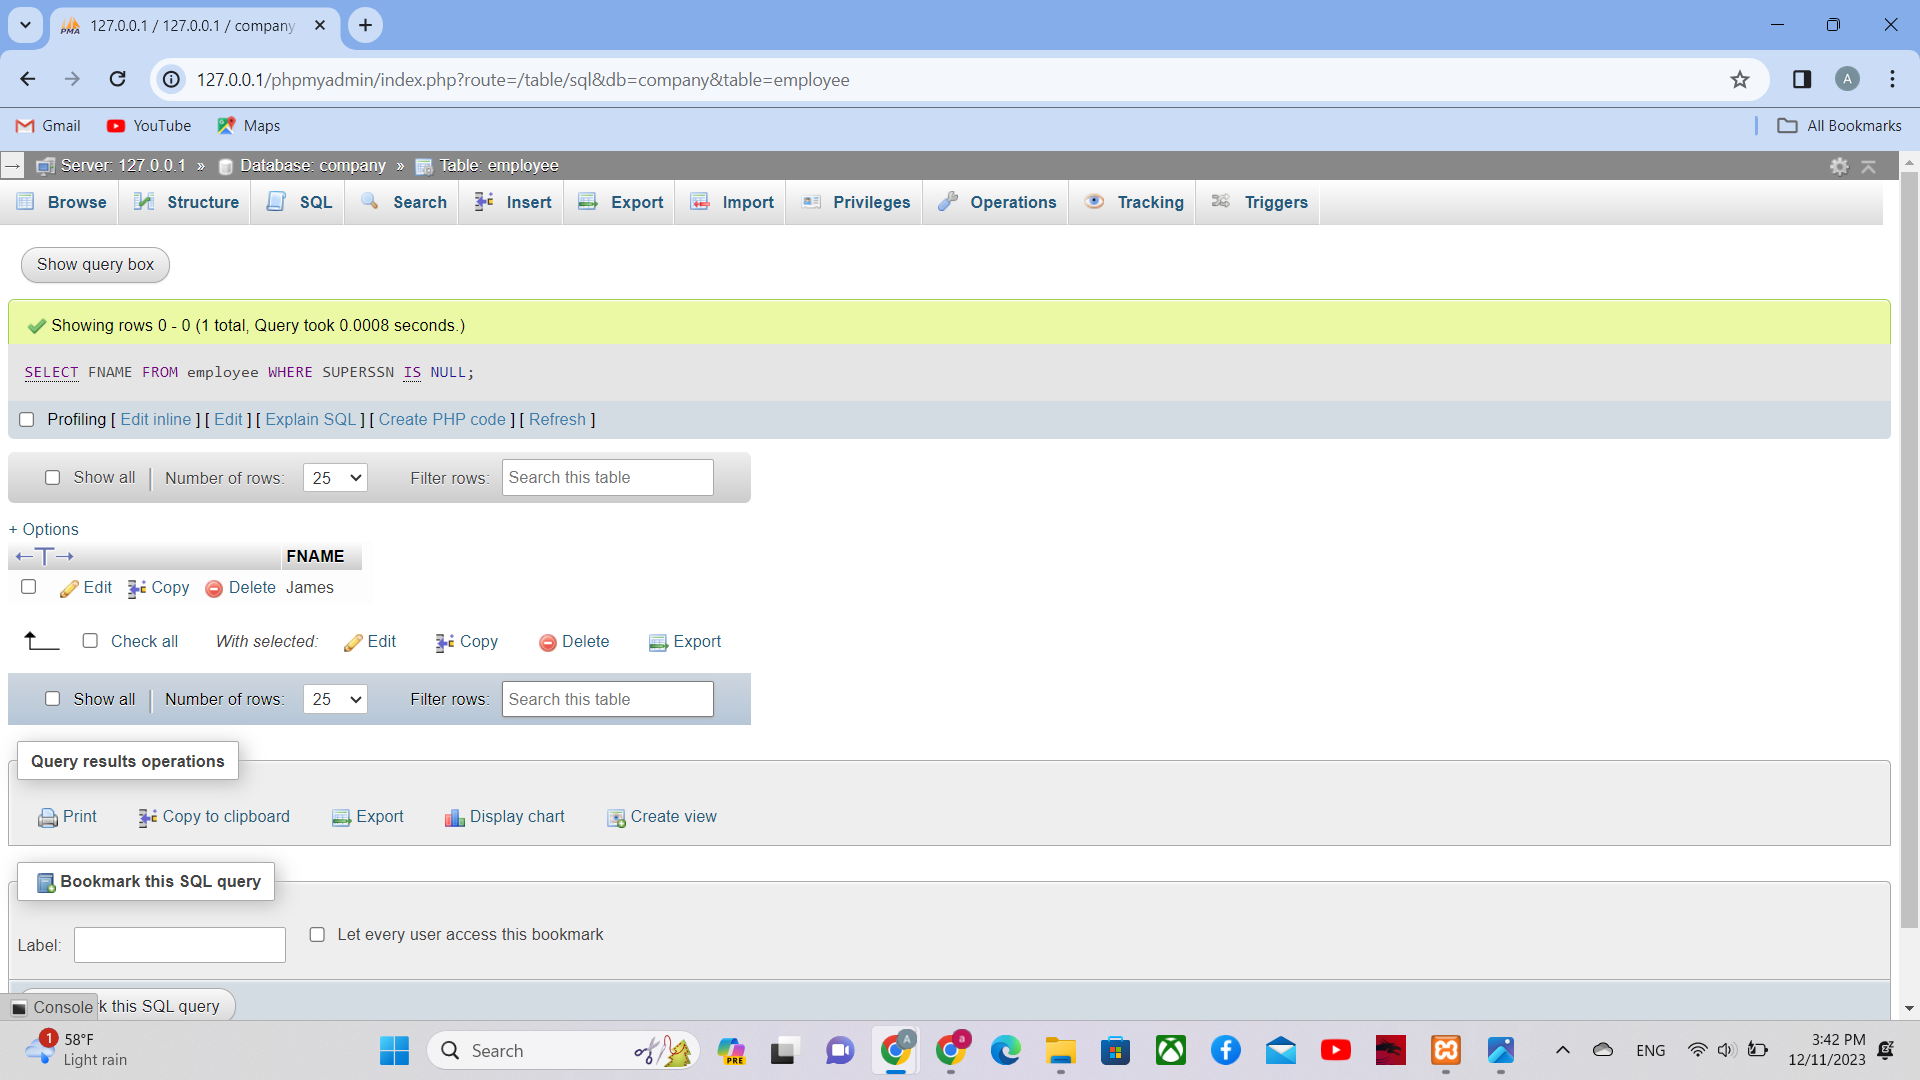 127.0.0.1 / 127.0.0.1 / company
127.0.0.1/phpmyadmin/index.php?route=/table/sql&db=company&table=employee
A
Gmail YouTube Maps All Bookmarks
Server: 127.0.0.1 » Database: company » Table: employee
Browse Structure SQL Search Insert Export Import Privileges Operations Tracking Triggers
Show query box
Showing rows 0 - 0 (1 total, Query took 0.0008 seconds.)
SELECT FNAME FROM employee WHERE SUPERSSN IS NULL;
Profiling [ Edit inline ] [ Edit ] [ Explain SQL ] [ Create PHP code ] [ Refresh ]
Show all Number of rows: 25 Filter rows: Search this table
+ Options
←T→ FNAME
Edit Copy Delete James
Check all With selected: Edit Copy Delete Export
Show all Number of rows: 25 Filter rows: Search this table
Query results operations
Print Copy to clipboard Export Display chart Create view
Bookmark this SQL query
Label: Let every user access this bookmark
Console k this SQL query
1 58°F
Light rain
Search
PRE
A
a
ENG
3:42 PM
12/11/2023